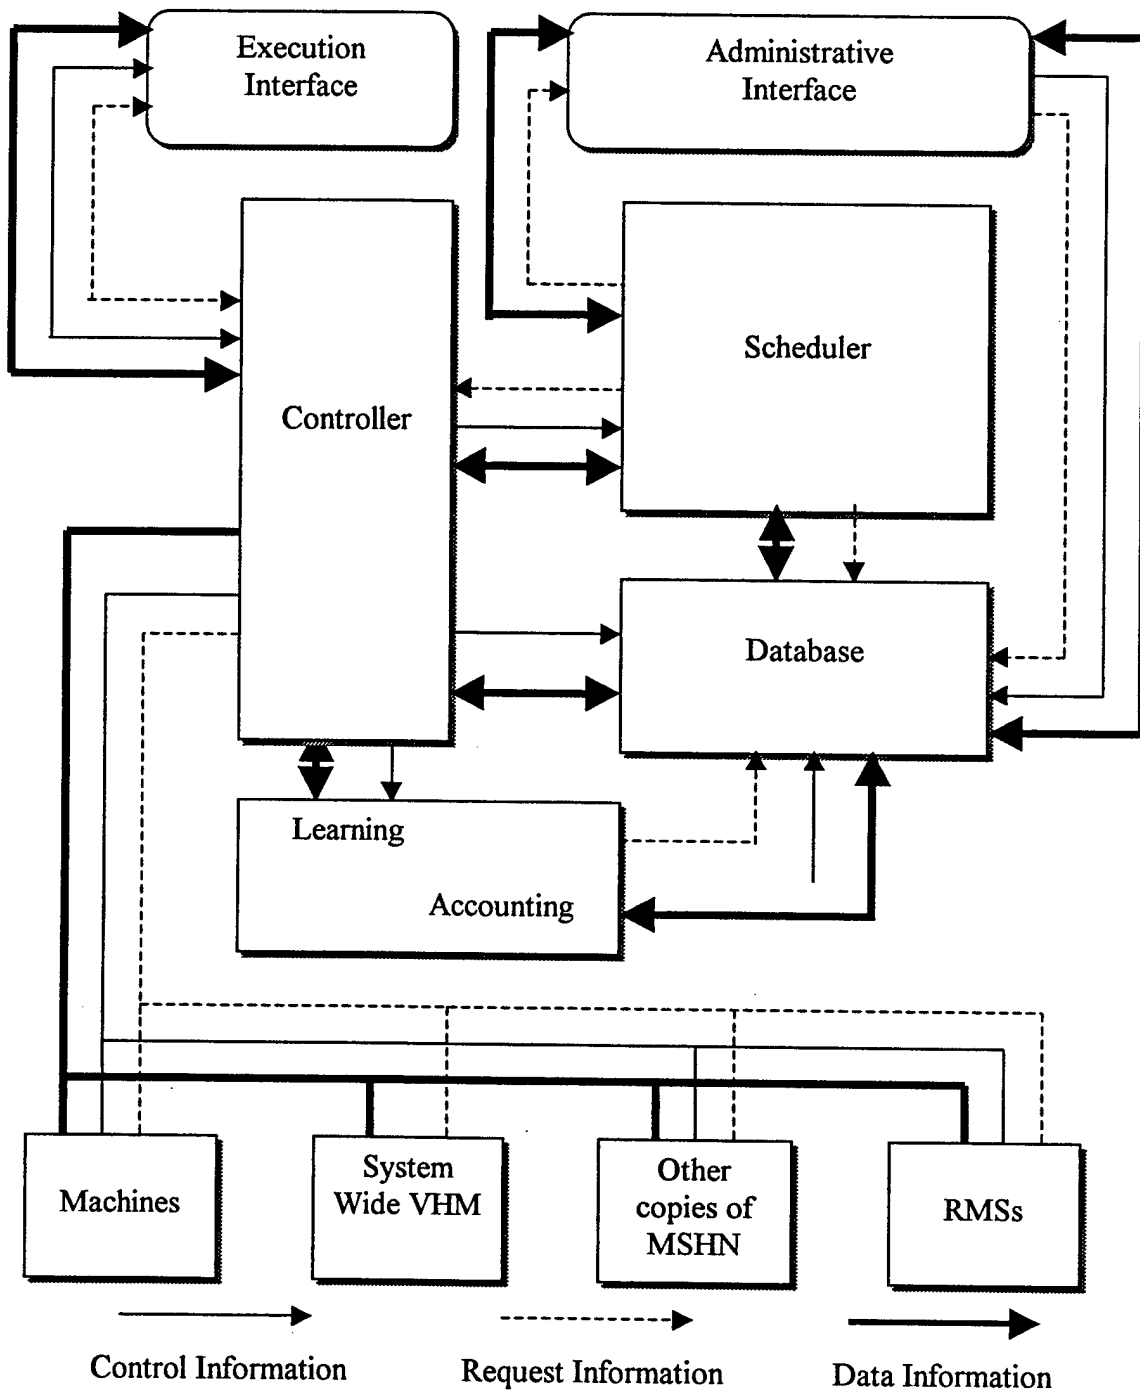 Execution
Interface
Administrative
Interface
Scheduler
Controller
Database
Learning
Accounting
Machines
System
Wide VHM
Other
copies of
MSHN
RMSs
Control Information
Request Information
Data Information